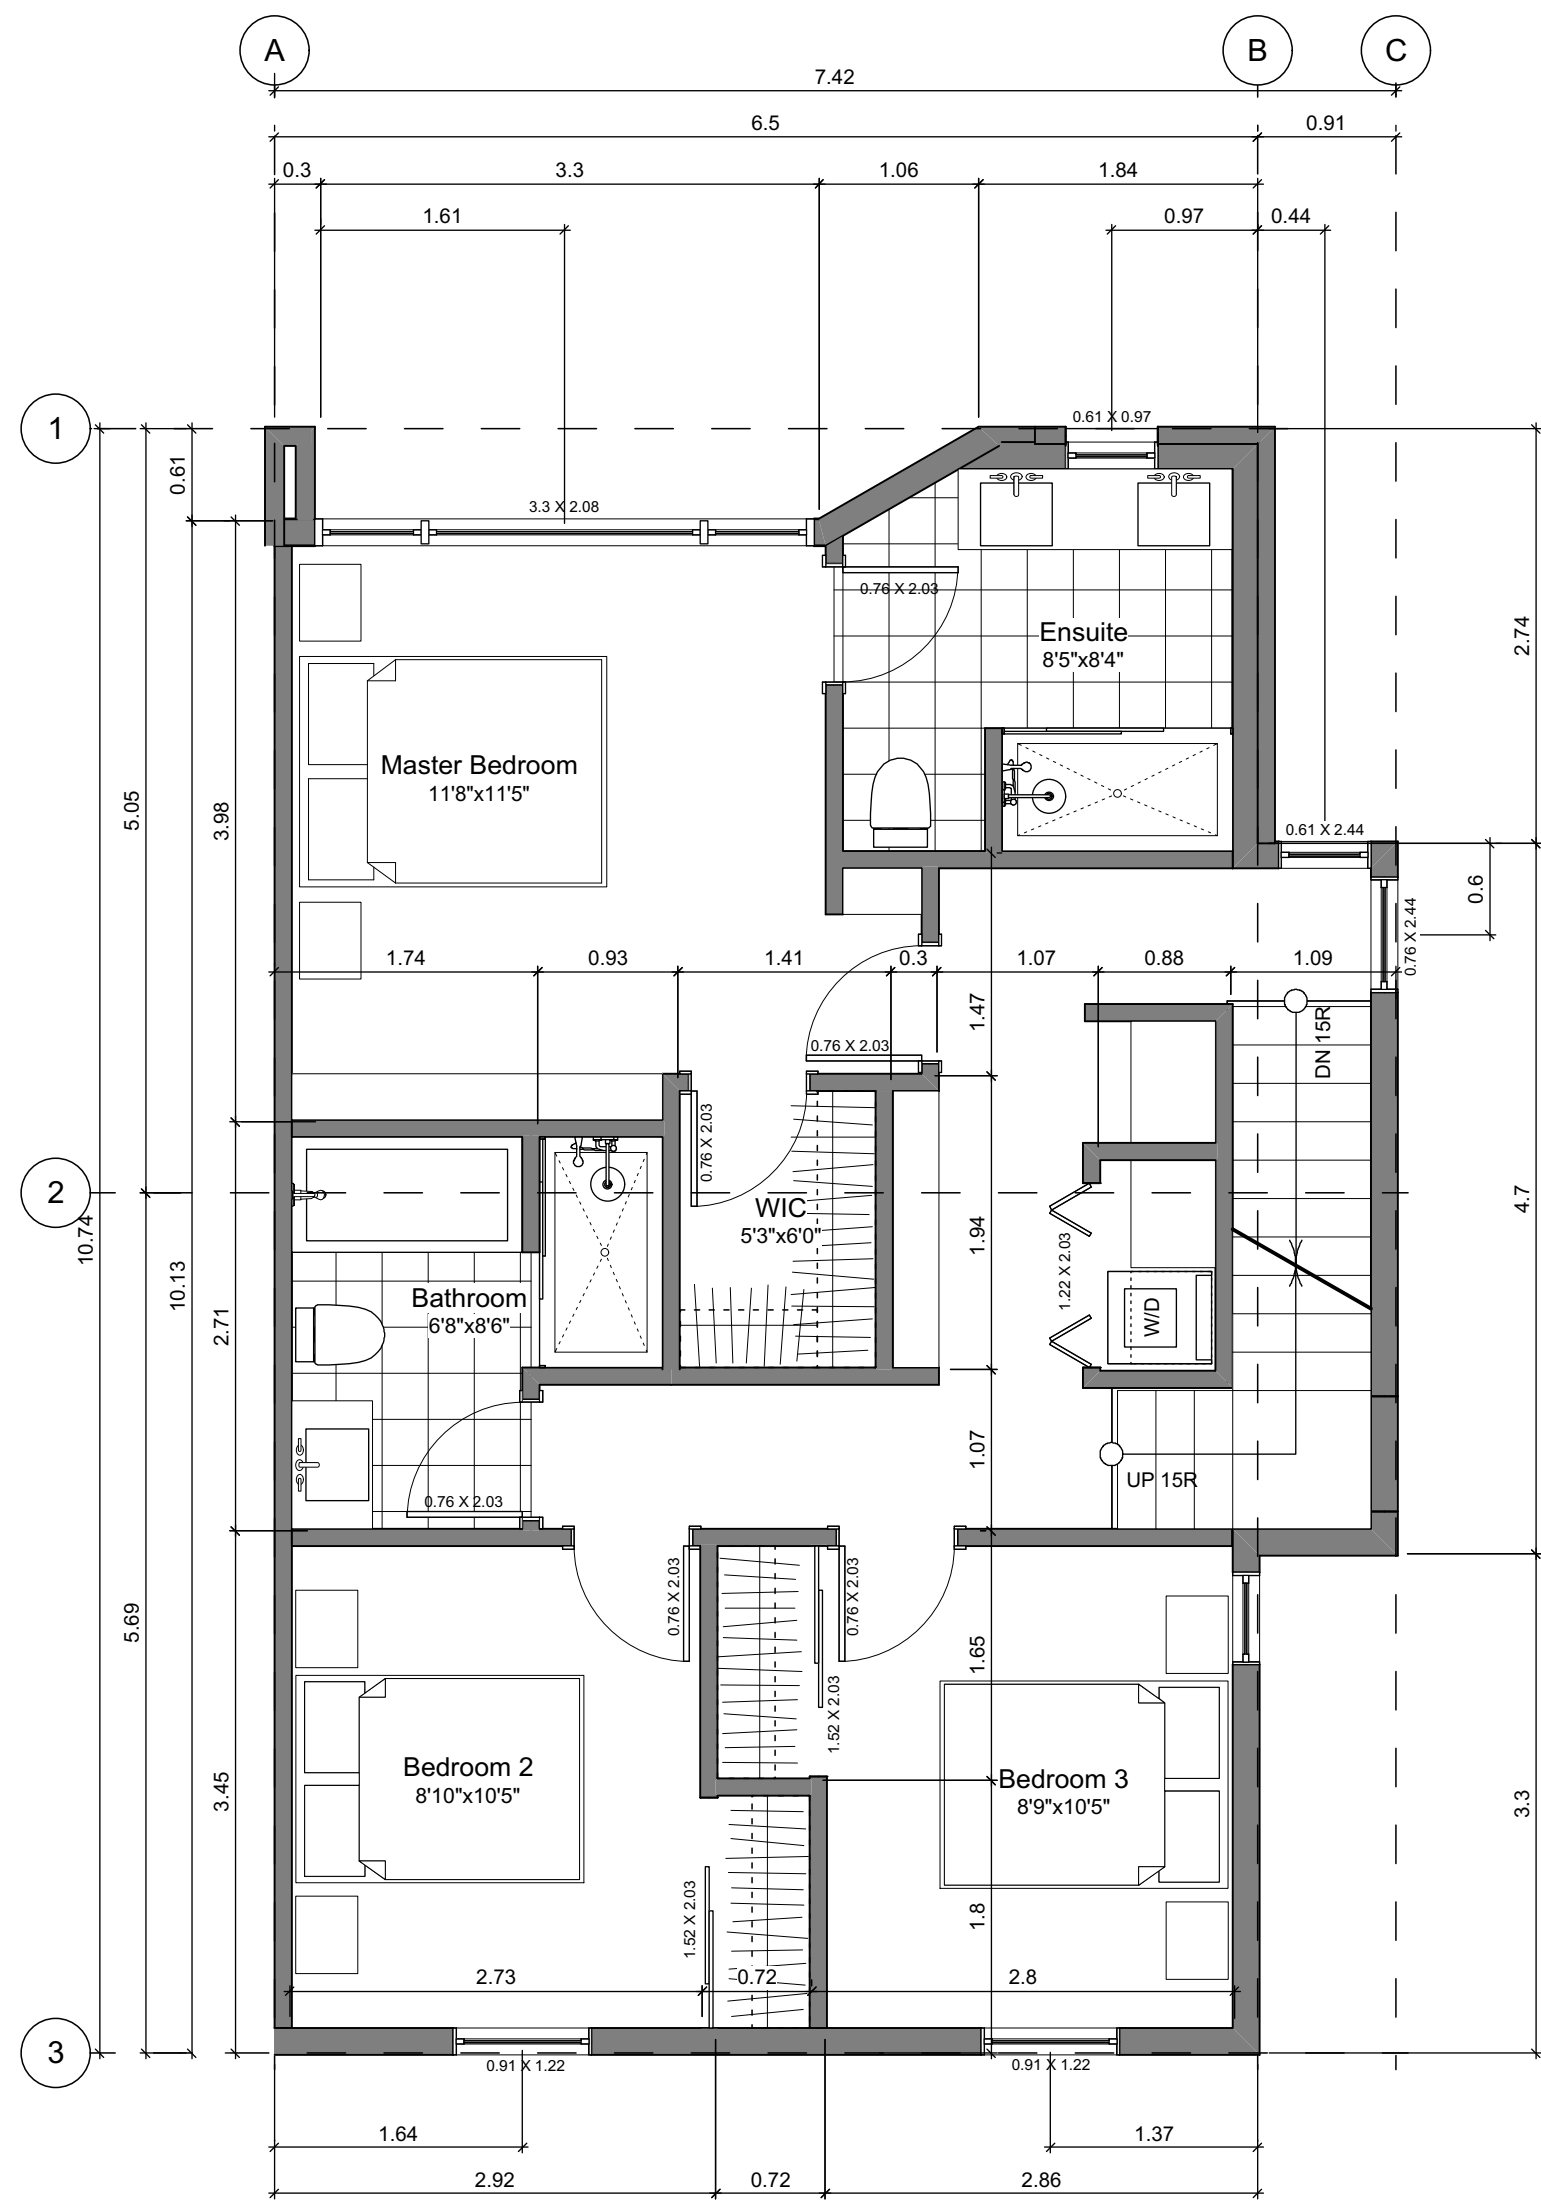 A
B
C
7.42
6.5
0.91
0.3
3.3
1.06
1.84
1.61
0.97
0.44
1
0.61 X 0.97
0.61
3.3 X 2.08
0.76 X 2.03
Ensuite
8'5"x8'4"
2.74
Master Bedroom
11'8"x11'5"
5.05
3.98
0.61 X 2.44
0.6
0.76 X 2.44
1.74
0.93
1.41
0.3
1.07
0.88
1.09
1.47
DN 15R
0.76 X 2.03
0.76 X 2.03
2
10.74
WIC
5'3"x6'0"
1.94
1.22 X 2.03
4.7
10.13
2.71
Bathroom
6'8"x8'6"
W/D
1.07
UP 15R
0.76 X 2.03
0.76 X 2.03
0.76 X 2.03
5.69
1.65
1.52 X 2.03
3.45
Bedroom 2
8'10"x10'5"
Bedroom 3
8'9"x10'5"
3.3
1.52 X 2.03
1.8
2.73
0.72
2.8
3
0.91 X 1.22
0.91 X 1.22
1.64
1.37
2.92
0.72
2.86